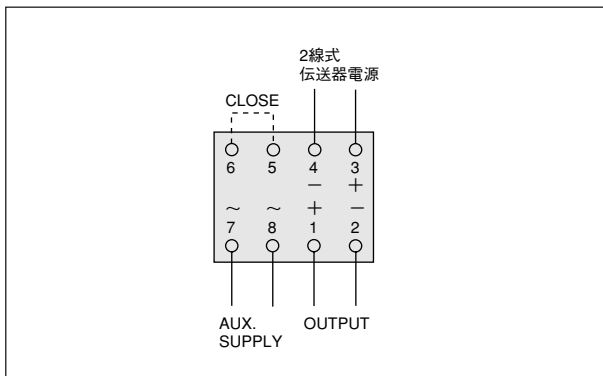 2線式
伝送器電源
CLOSE
6 5 4 3
− +
~ ~ + −
7 8 1 2
AUX. OUTPUT
SUPPLY